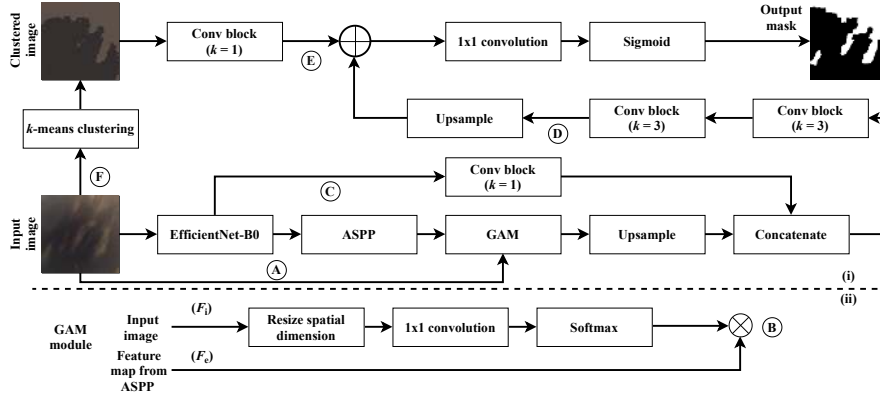 Clustered image
Conv block
(k = 1)
E
1x1 convolution
Sigmoid
Output
mask
k-means clustering
Upsample
D
Conv block
(k = 3)
Conv block
(k = 3)
F
C
Conv block
(k = 1)
Input image
EfficientNet-B0
ASPP
GAM
Upsample
Concatenate
A
(i)
(ii)
GAM
module
Input
image
(Fi)
Resize spatial
dimension
1x1 convolution
Softmax
B
Feature
map from
ASPP
(Fe)